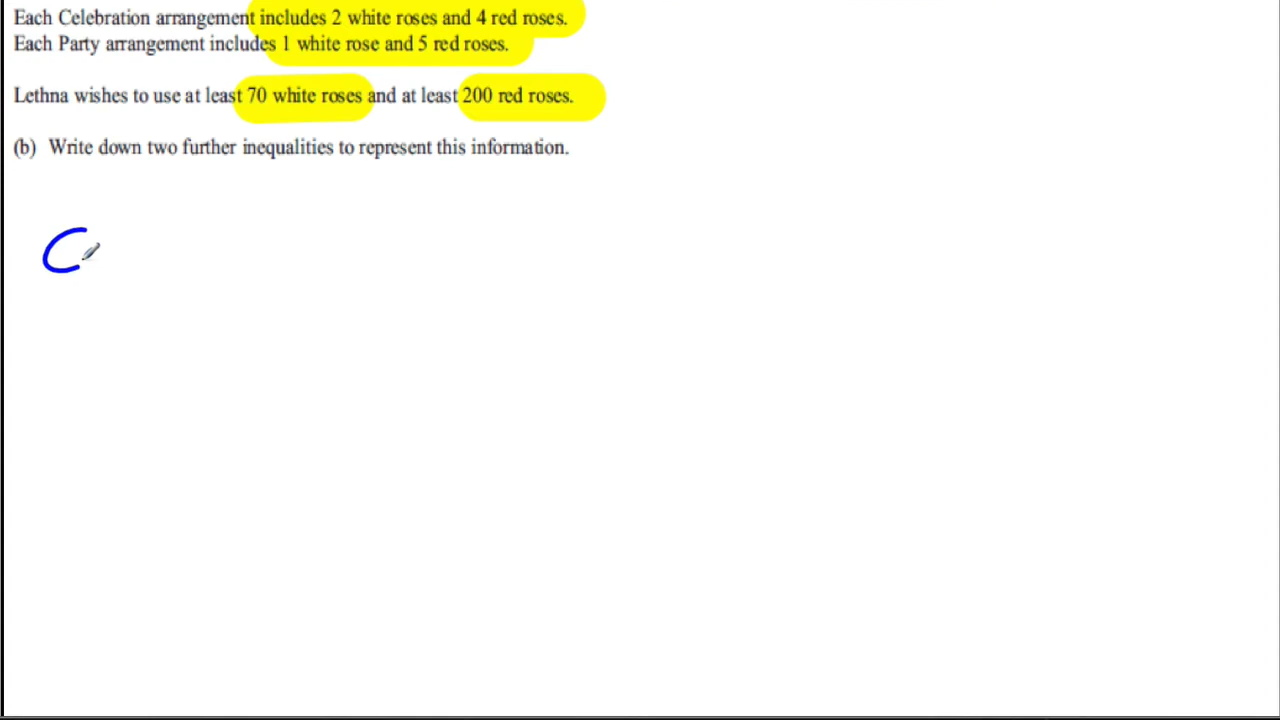 Each Celebration arrangement includes 2 white roses and 4 red roses.
Each Party arrangement includes 1 white rose and 5 red roses.
Lethna wishes to use at least 70 white roses and at least 200 red roses.
(b) Write down two further inequalities to represent this information.
C